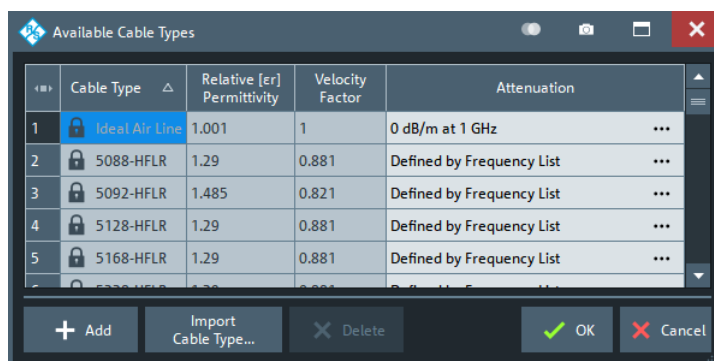 Available Cable Types
Cable Type Relative [εr] Permittivity Velocity Factor Attenuation
1 Ideal Air Line 1.001 1 0 dB/m at 1 GHz ...
2 5088-HFLR 1.29 0.881 Defined by Frequency List ...
3 5092-HFLR 1.485 0.821 Defined by Frequency List ...
4 5128-HFLR 1.29 0.881 Defined by Frequency List ...
5 5168-HFLR 1.29 0.881 Defined by Frequency List ...
Add Import Cable Type... Delete OK Cancel